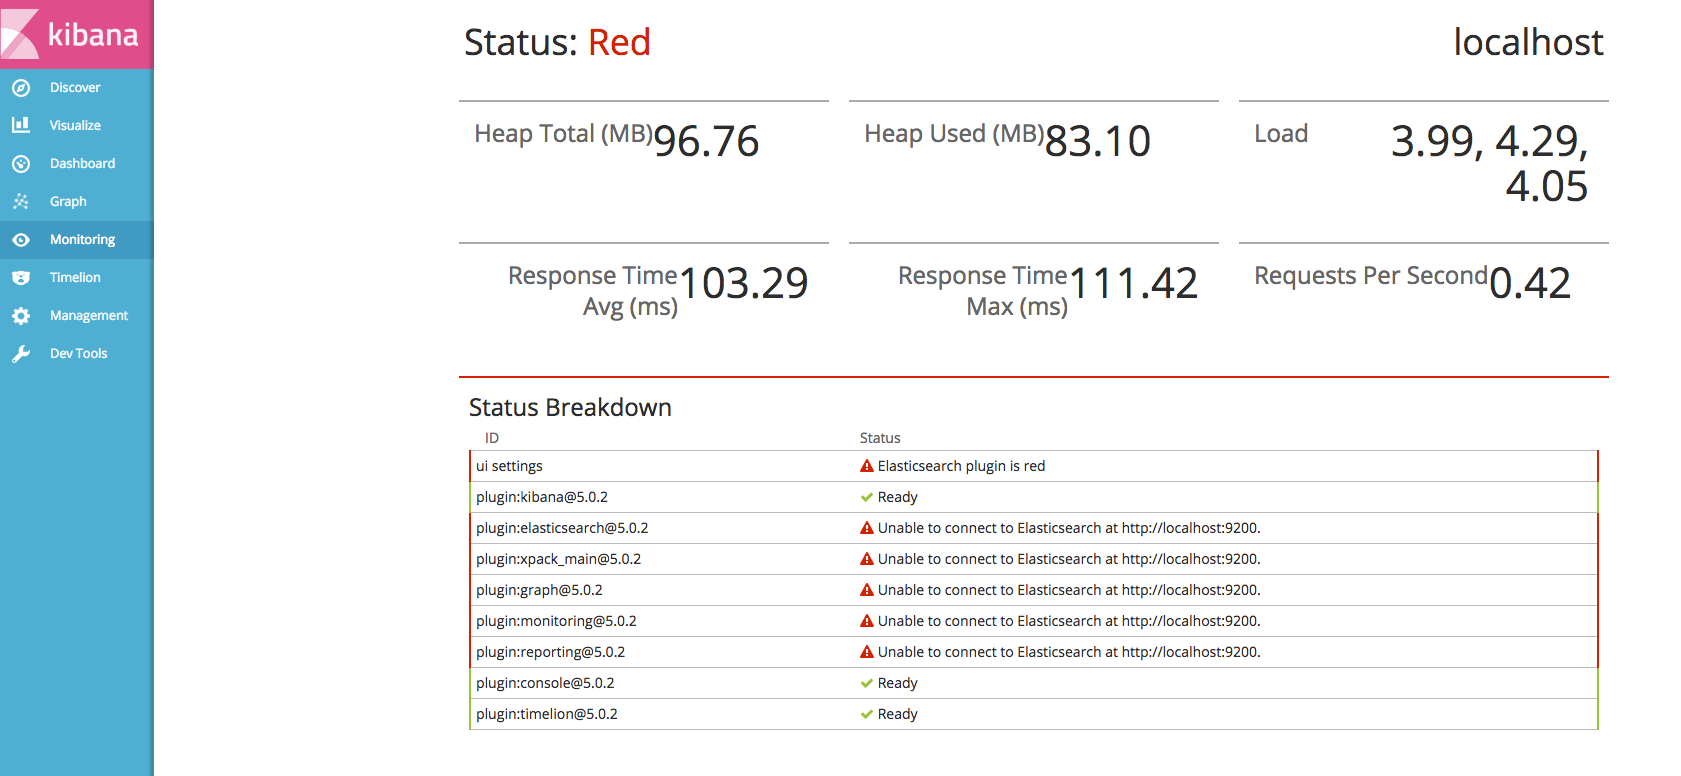 kibana
Discover
Visualize
Dashboard
Graph
Monitoring
Timelion
Management
Dev Tools
Status: Red
localhost
Heap Total (MB) 96.76
Heap Used (MB) 83.10
Load 3.99, 4.29,
4.05
Response Time 103.29
Avg (ms)
Response Time 111.42
Max (ms)
Requests Per Second 0.42
Status Breakdown
ID Status
ui settings Elasticsearch plugin is red
plugin:kibana@5.0.2 Ready
plugin:elasticsearch@5.0.2 Unable to connect to Elasticsearch at http://localhost:9200.
plugin:xpack_main@5.0.2 Unable to connect to Elasticsearch at http://localhost:9200.
plugin:graph@5.0.2 Unable to connect to Elasticsearch at http://localhost:9200.
plugin:monitoring@5.0.2 Unable to connect to Elasticsearch at http://localhost:9200.
plugin:reporting@5.0.2 Unable to connect to Elasticsearch at http://localhost:9200.
plugin:console@5.0.2 Ready
plugin:timelion@5.0.2 Ready